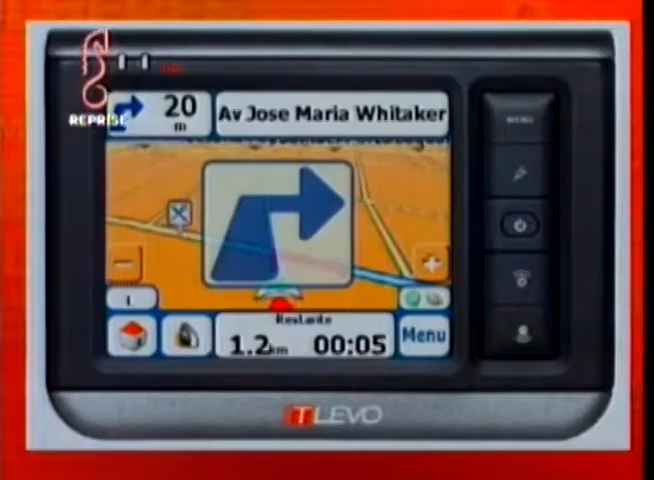 REPRISE
20
m
Av Jose Maria Whitaker
MENU
Restante
1.2km 00:05
Menu
TLEVO